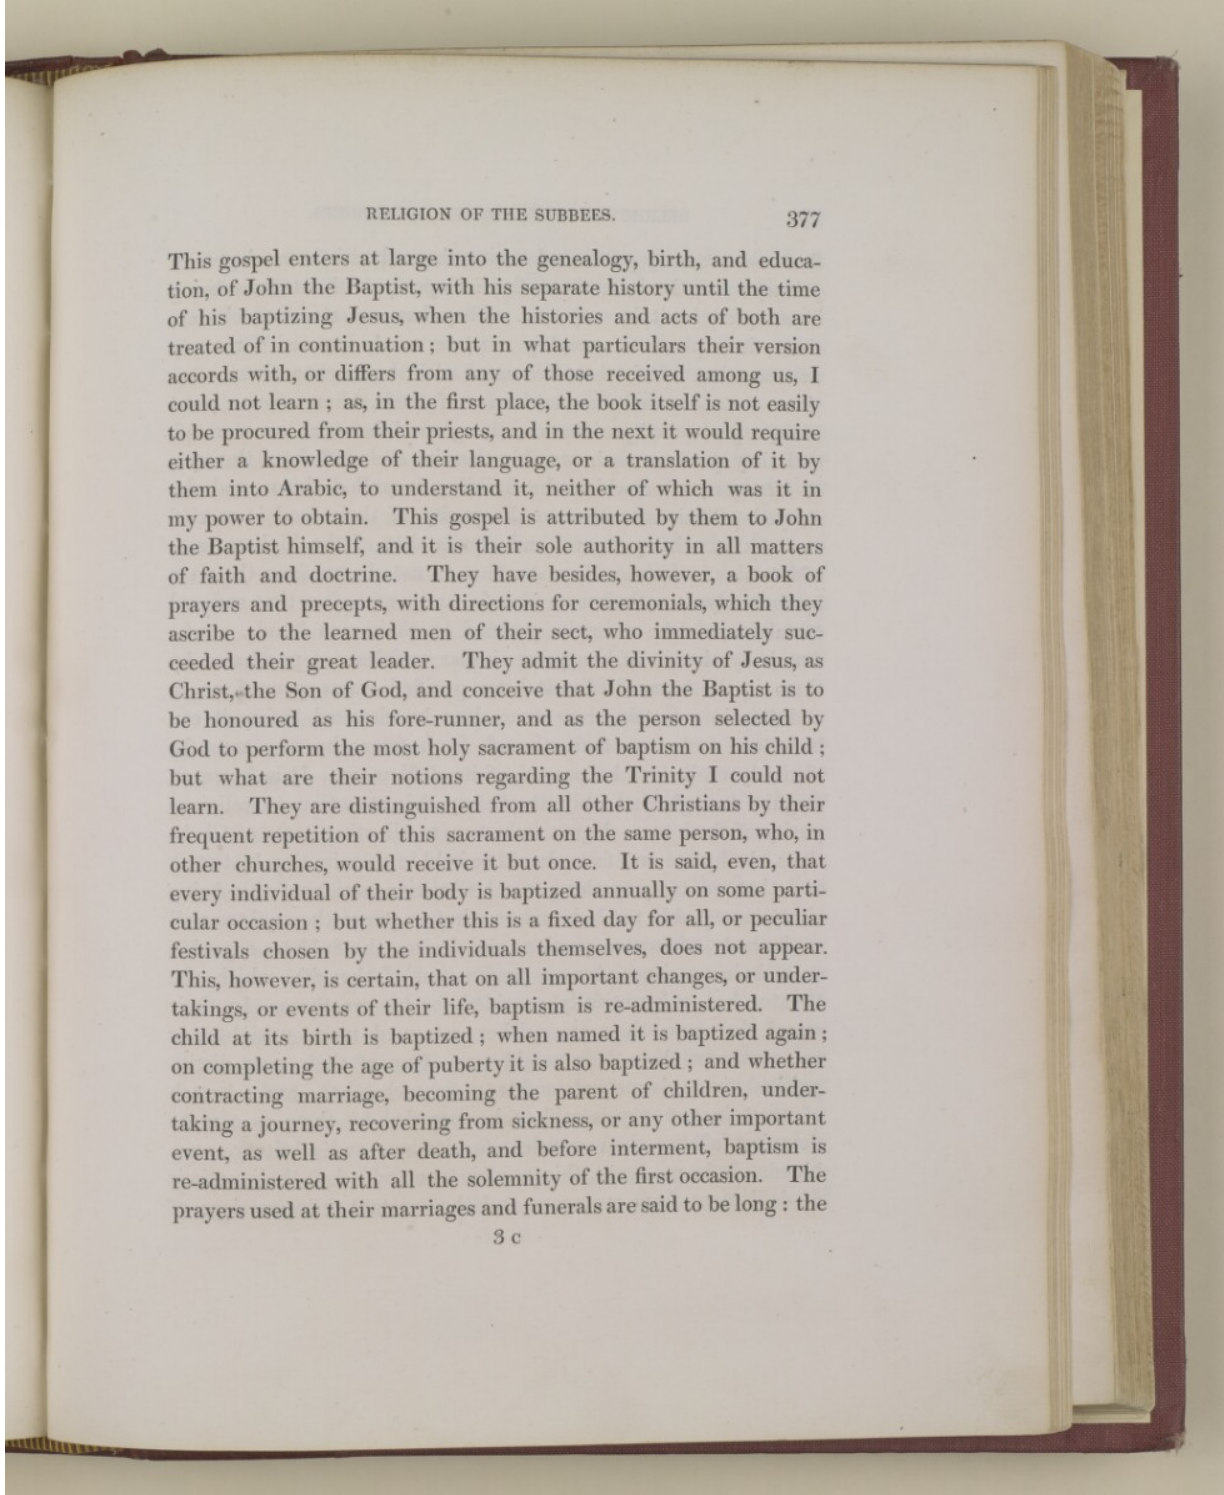 RELIGION OF THE SUBBEES. 377
This gospel enters at large into the genealogy, birth, and educa-
tion, of John the Baptist, with his separate history until the time
of his baptizing Jesus, when the histories and acts of both are
treated of in continuation ; but in what particulars their version
accords with, or differs from any of those received among us, I
could not learn ; as, in the first place, the book itself is not easily
to be procured from their priests, and in the next it would require
either a knowledge of their language, or a translation of it by
them into Arabic, to understand it, neither of which was it in
my power to obtain. This gospel is attributed by them to John
the Baptist himself, and it is their sole authority in all matters
of faith and doctrine. They have besides, however, a book of
prayers and precepts, with directions for ceremonials, which they
ascribe to the learned men of their sect, who immediately suc-
ceeded their great leader. They admit the divinity of Jesus, as
Christ, the Son of God, and conceive that John the Baptist is to
be honoured as his fore-runner, and as the person selected by
God to perform the most holy sacrament of baptism on his child ;
but what are their notions regarding the Trinity I could not
learn. They are distinguished from all other Christians by their
frequent repetition of this sacrament on the same person, who, in
other churches, would receive it but once. It is said, even, that
every individual of their body is baptized annually on some parti-
cular occasion ; but whether this is a fixed day for all, or peculiar
festivals chosen by the individuals themselves, does not appear.
This, however, is certain, that on all important changes, or under-
takings, or events of their life, baptism is re-administered. The
child at its birth is baptized ; when named it is baptized again ;
on completing the age of puberty it is also baptized ; and whether
contracting marriage, becoming the parent of children, under-
taking a journey, recovering from sickness, or any other important
event, as well as after death, and before interment, baptism is
re-administered with all the solemnity of the first occasion. The
prayers used at their marriages and funerals are said to be long : the
3 c